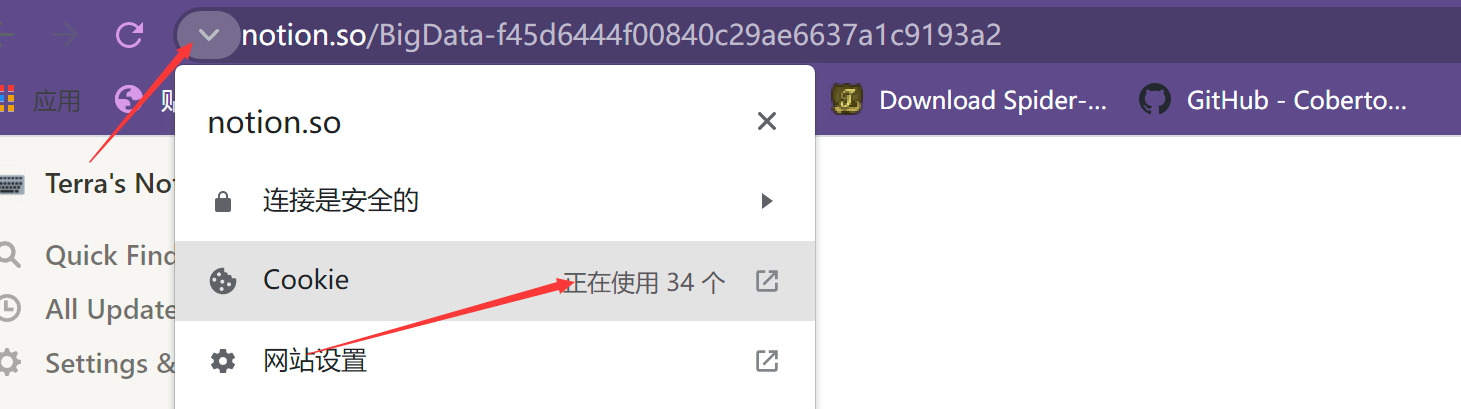 notion.so/BigData-f45d6444f00840c29ae6637a1c9193a2
应用
Download Spider-...
GitHub - Coberto...
notion.so
Terra's No
连接是安全的
Quick Find
Cookie
正在使用 34 个
All Update
网站设置
Settings &